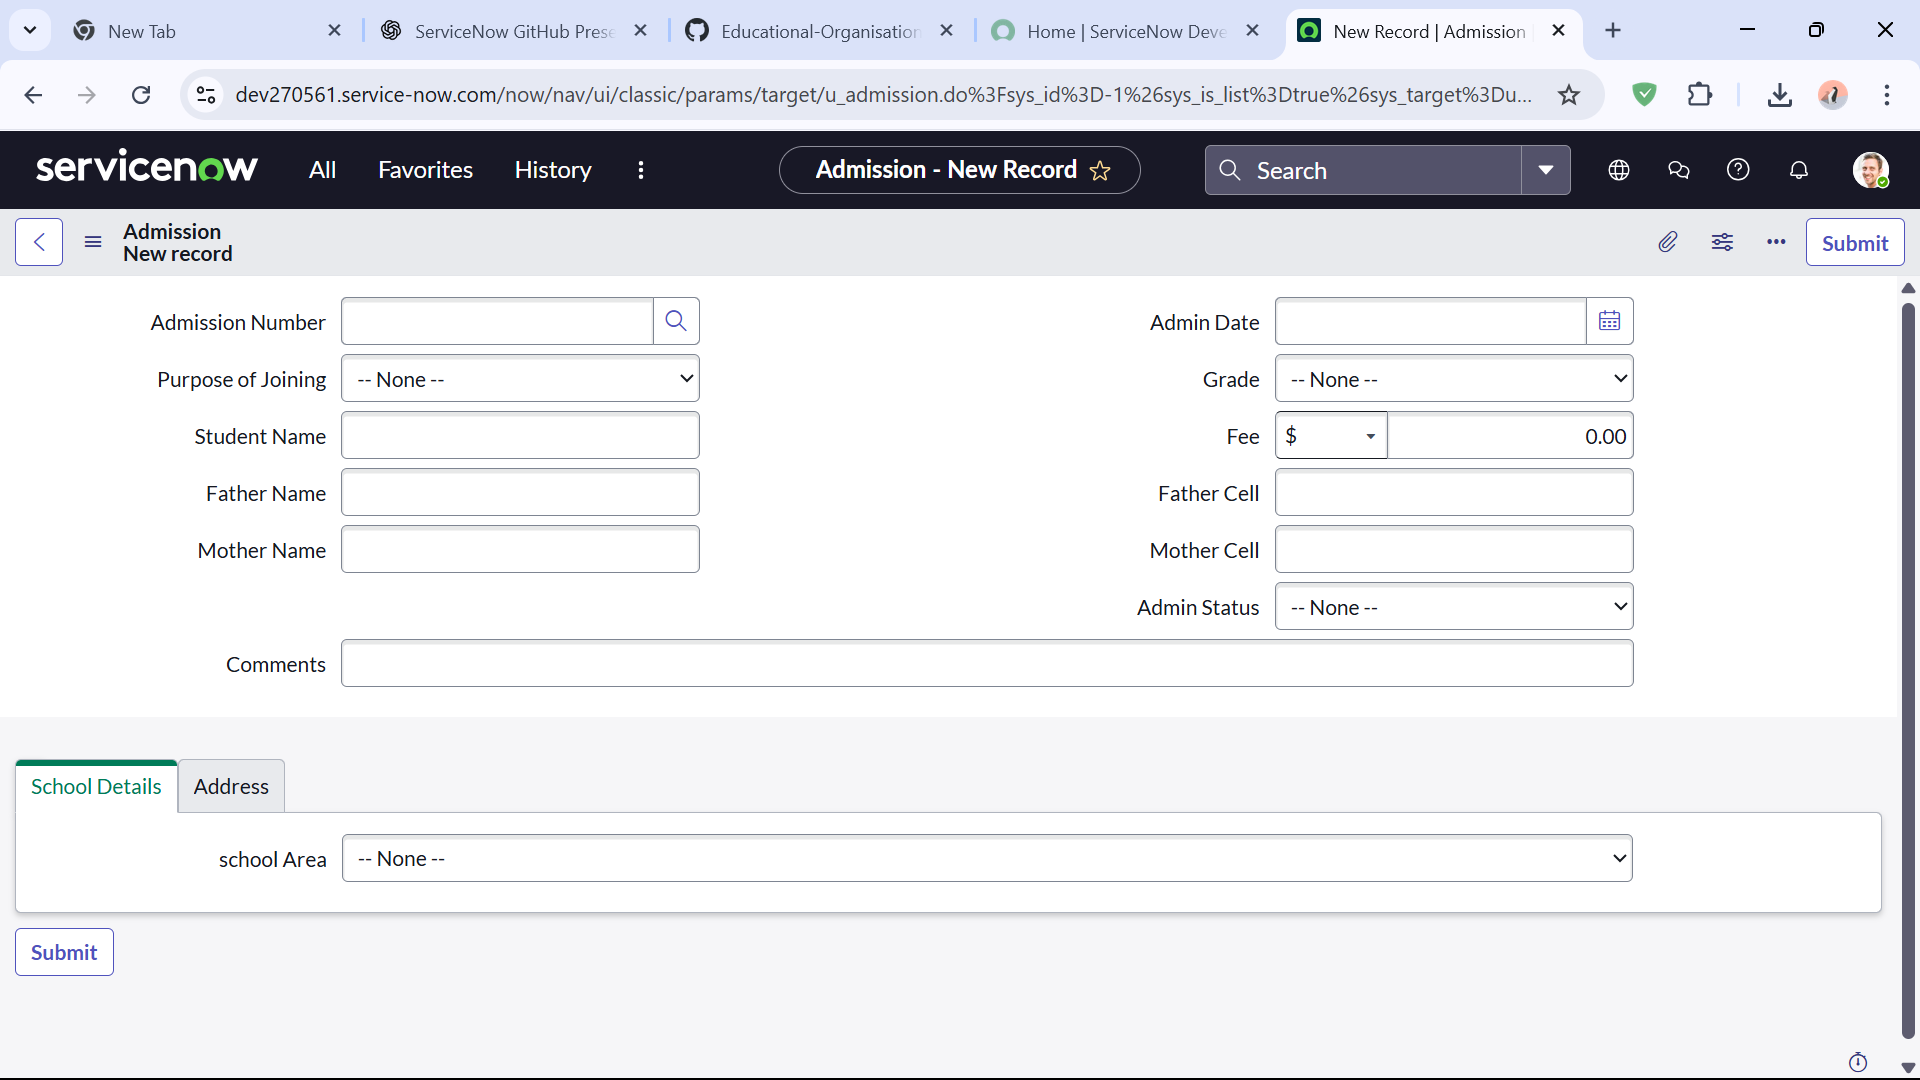 New Tab
ServiceNow GitHub Prese
Educational-Organisation
Home | ServiceNow Deve
New Record | Admission
dev270561.service-now.com/now/nav/ui/classic/params/target/u_admission.do%3Fsys_id%3D-1%26sys_is_list%3Dtrue%26sys_target%3Du...
servicenow
All
Favorites
History
Admission - New Record
Search
Admission
New record
Submit
Admission Number
Admin Date
Purpose of Joining
-- None --
Grade
-- None --
Student Name
Fee
$
0.00
Father Name
Father Cell
Mother Name
Mother Cell
Admin Status
-- None --
Comments
School Details
Address
school Area
-- None --
Submit